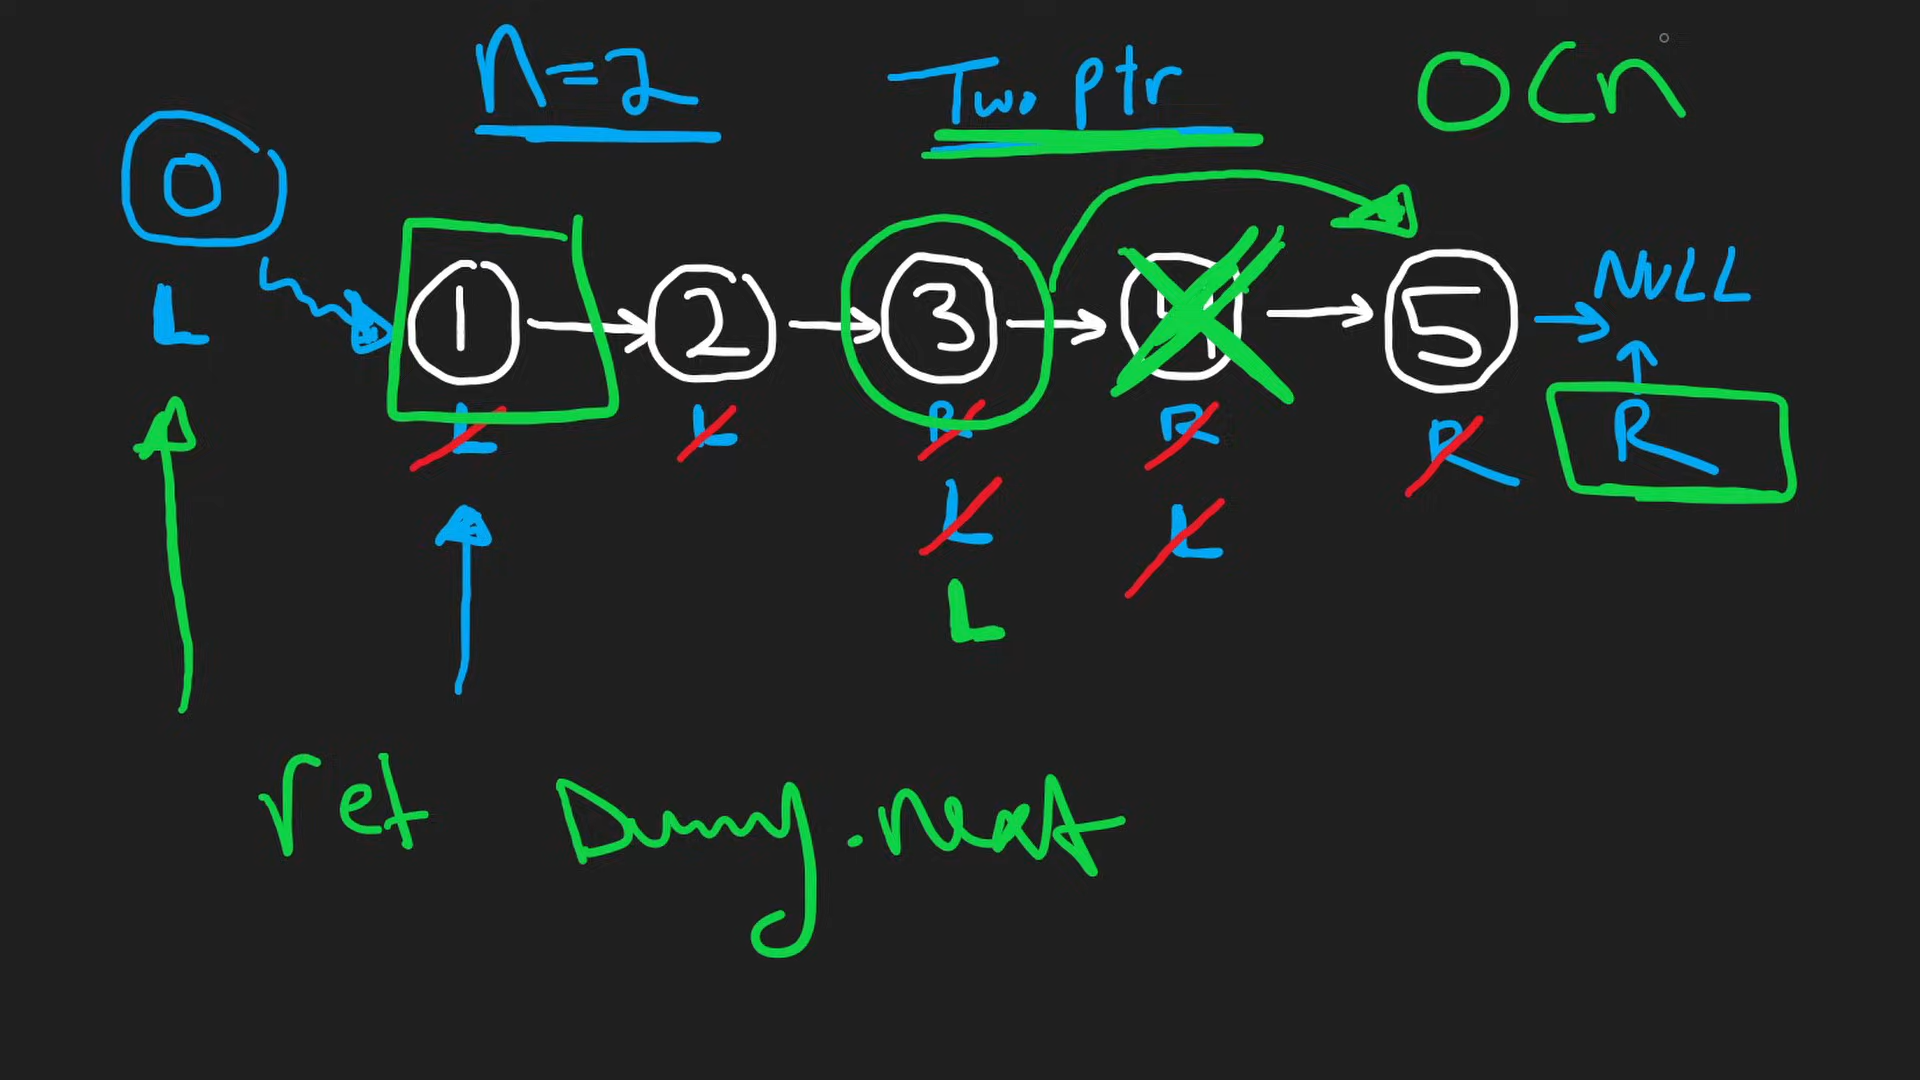 n=2 Two ptr O(n
0
L
1 2 3 4 5 NULL
L L R R R R
L L
L
ret Dummy.next